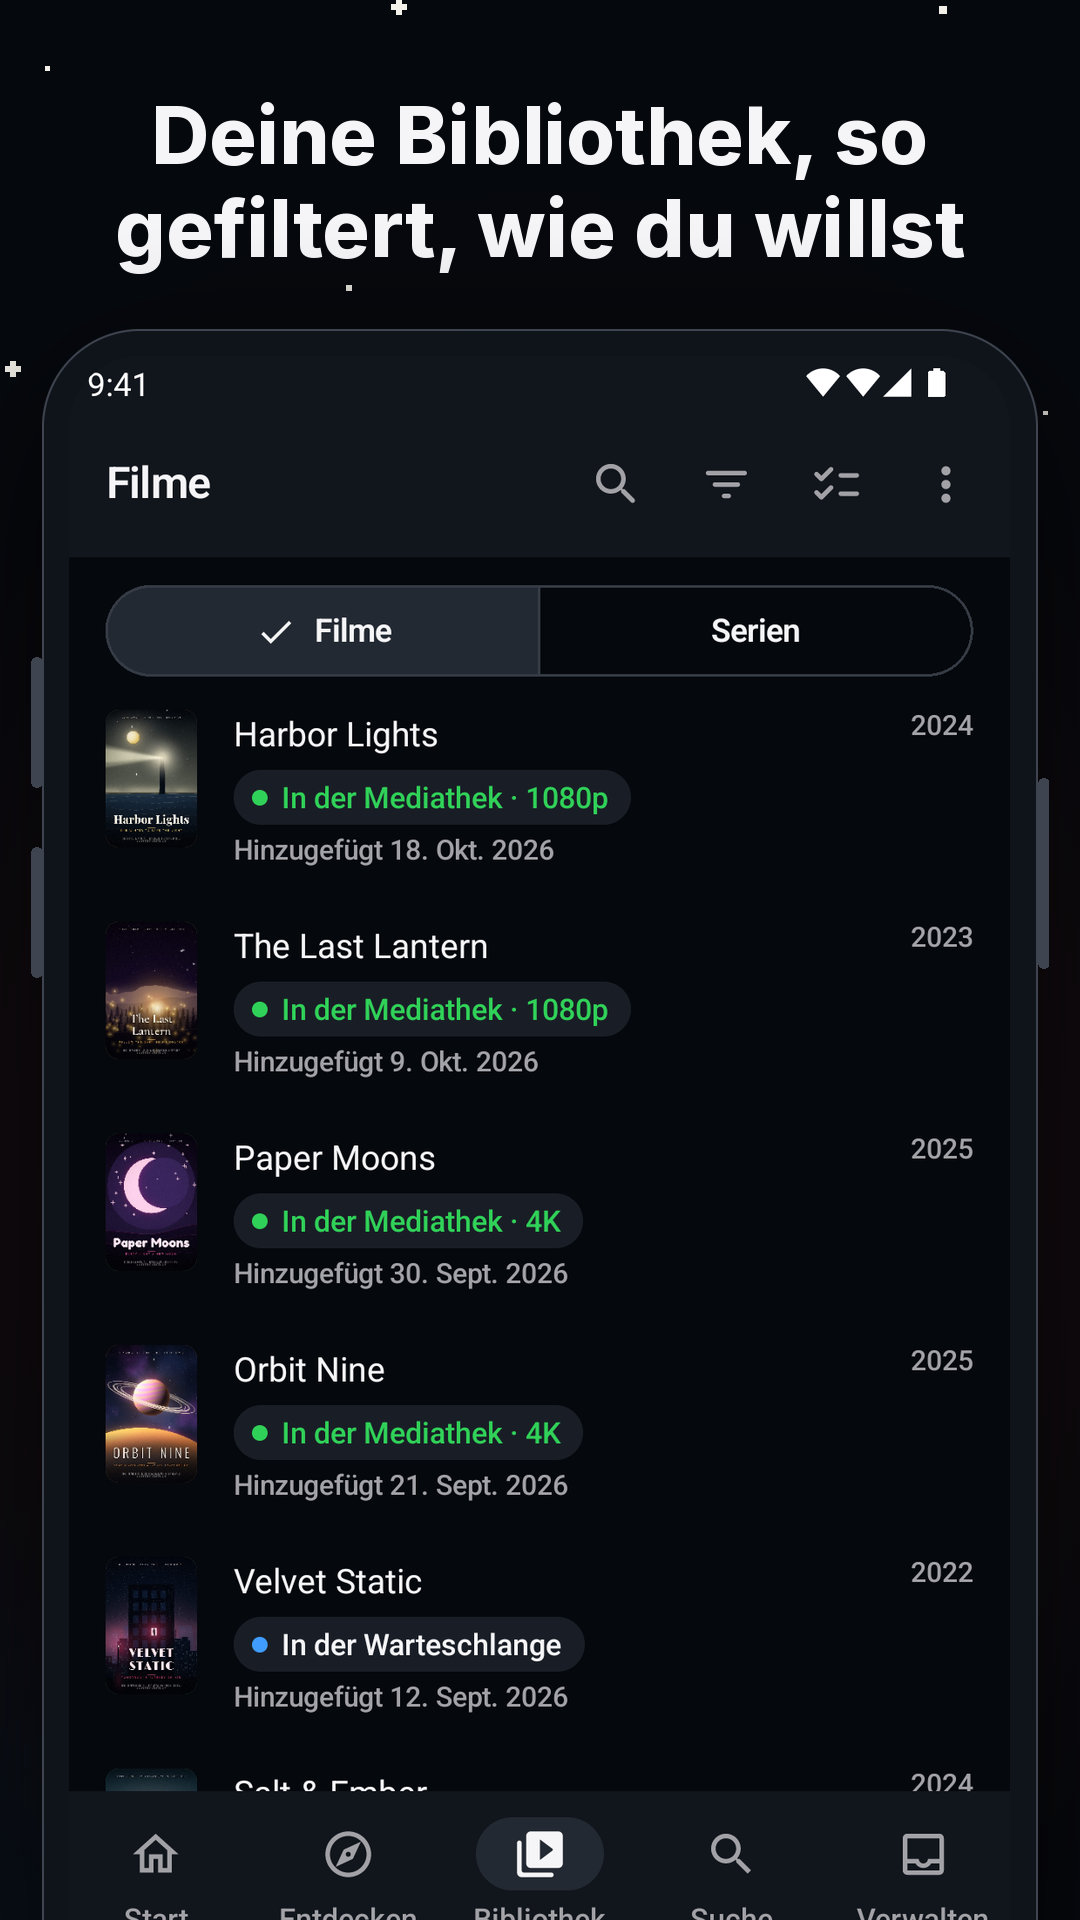 Deine Bibliothek, so
gefiltert, wie du willst
9:41
Filme
Filme
Serien
Harbor Lights
2024
In der Mediathek · 1080p
Hinzugefügt 18. Okt. 2026
Harbor Lights
The Last Lantern
2023
In der Mediathek · 1080p
Hinzugefügt 9. Okt. 2026
The Last
Lantern
Paper Moons
2025
In der Mediathek · 4K
Hinzugefügt 30. Sept. 2026
Paper Moons
Orbit Nine
2025
In der Mediathek · 4K
Hinzugefügt 21. Sept. 2026
ORBIT NINE
Velvet Static
2022
In der Warteschlange
Hinzugefügt 12. Sept. 2026
VELVET
STATIC
Salt & Ember
2024
Start
Entdecken
Bibliothek
Suche
Verwalten